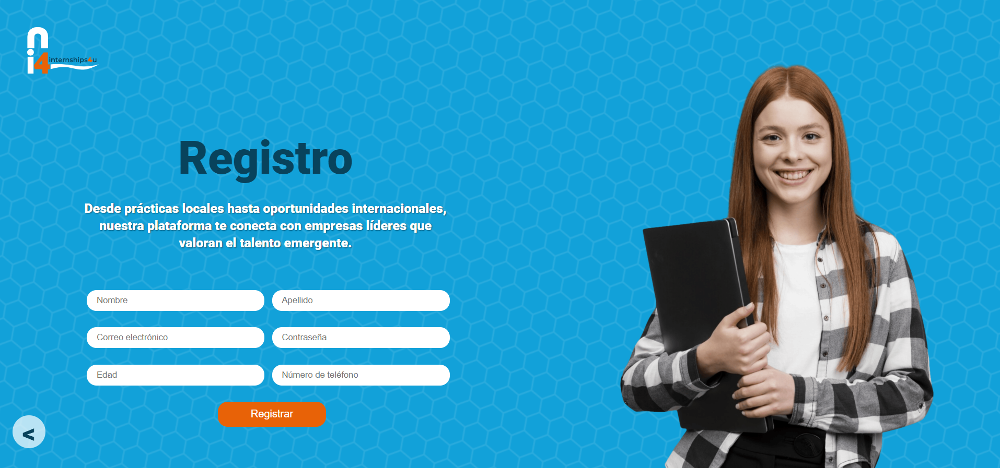 ni4
internships4u
Registro
Desde prácticas locales hasta oportunidades internacionales,
nuestra plataforma te conecta con empresas líderes que
valoran el talento emergente.
Nombre
Apellido
Correo electrónico
Contraseña
Edad
Número de teléfono
Registrar
<